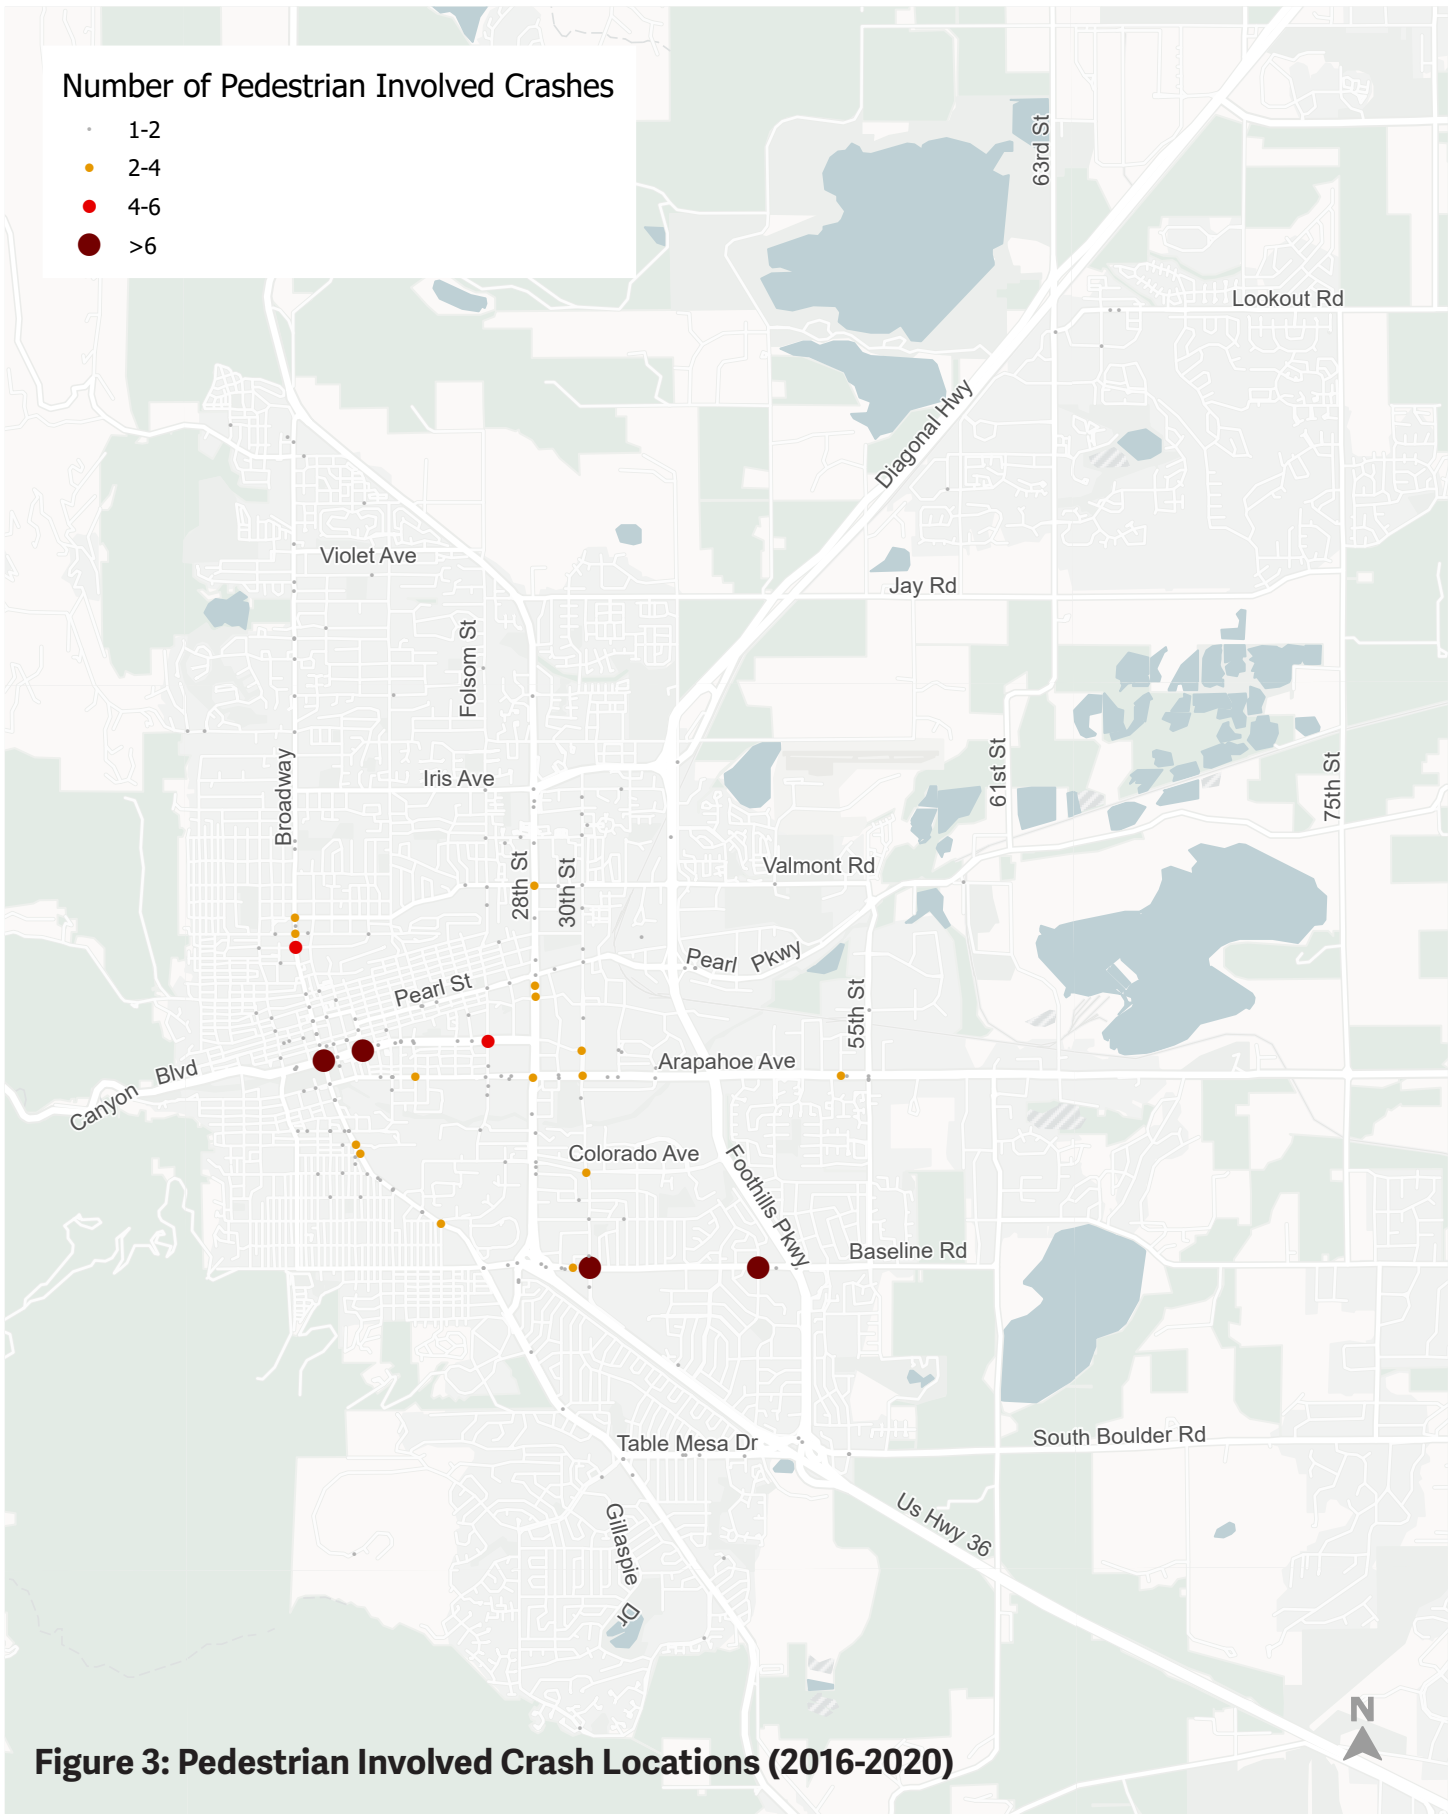 Number of Pedestrian Involved Crashes
1-2
2-4
4-6
>6
63rd St
Lookout Rd
Diagonal Hwy
Violet Ave
Jay Rd
Folsom St
Broadway
Iris Ave
61st St
75th St
28th St
30th St
Valmont Rd
Pearl Pkwy
Pearl St
55th St
Arapahoe Ave
Canyon Blvd
Colorado Ave
Foothills Pkwy
Baseline Rd
Table Mesa Dr
South Boulder Rd
Us Hwy 36
Gillaspie Dr
N
Figure 3: Pedestrian Involved Crash Locations (2016-2020)